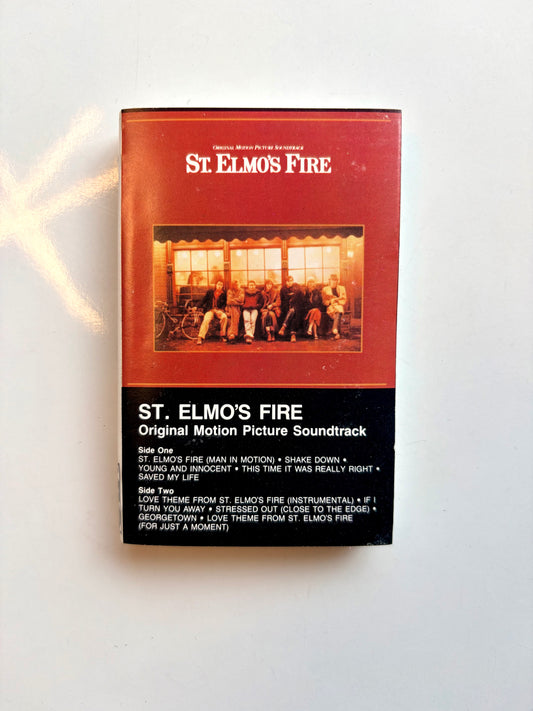 ORIGINAL MOTION PICTURE SOUNDTRACK
ST. ELMO'S FIRE
ST. ELMO'S FIRE
Original Motion Picture Soundtrack
Side One
ST. ELMO'S FIRE (MAN IN MOTION) • SHAKE DOWN •
YOUNG AND INNOCENT • THIS TIME IT WAS REALLY RIGHT •
SAVED MY LIFE
Side Two
LOVE THEME FROM ST. ELMO'S FIRE (INSTRUMENTAL) • IF I
TURN YOU AWAY • STRESSED OUT (CLOSE TO THE EDGE) •
GEORGETOWN • LOVE THEME FROM ST. ELMO'S FIRE
(FOR JUST A MOMENT)